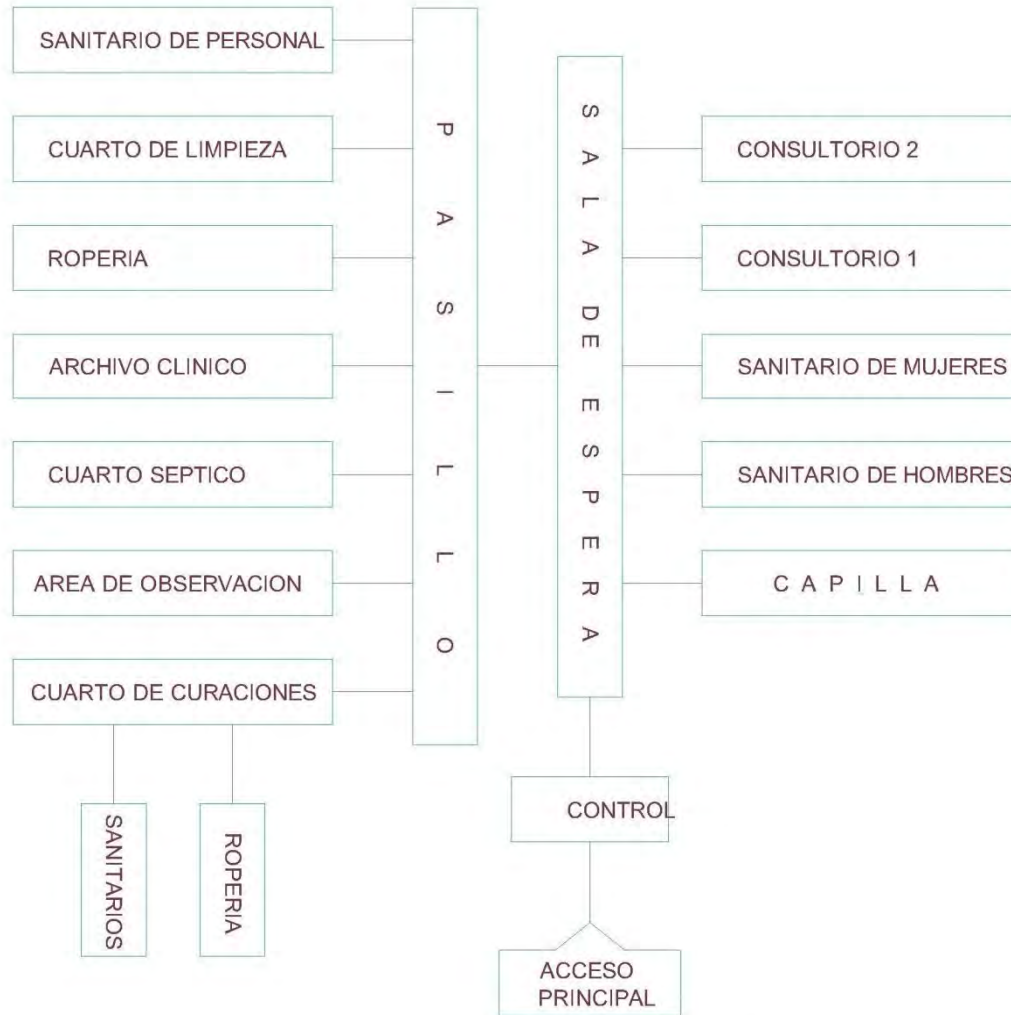 SANITARIO DE PERSONAL
CUARTO DE LIMPIEZA
ROPERIA
ARCHIVO CLINICO
CUARTO SEPTICO
AREA DE OBSERVACION
CUARTO DE CURACIONES
SANITARIOS
ROPERIA
PASILLO
SALA DE ESPERA
CONSULTORIO 2
CONSULTORIO 1
SANITARIO DE MUJERES
SANITARIO DE HOMBRES
CAPILLA
CONTROL
ACCESO
PRINCIPAL